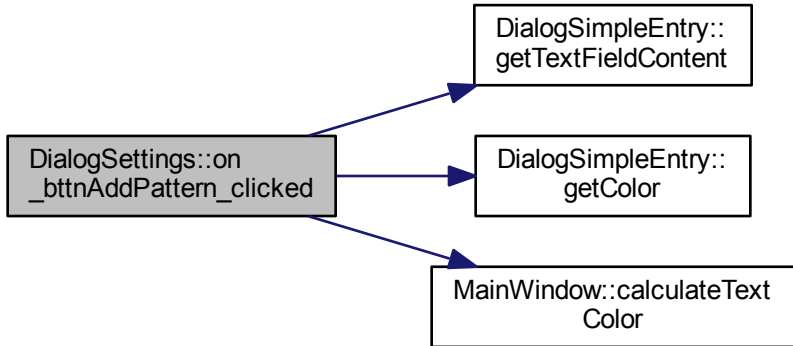 DialogSimpleEntry::
getTextFieldContent
DialogSettings::on
_bttnAddPattern_clicked
DialogSimpleEntry::
getColor
MainWindow::calculateText
Color